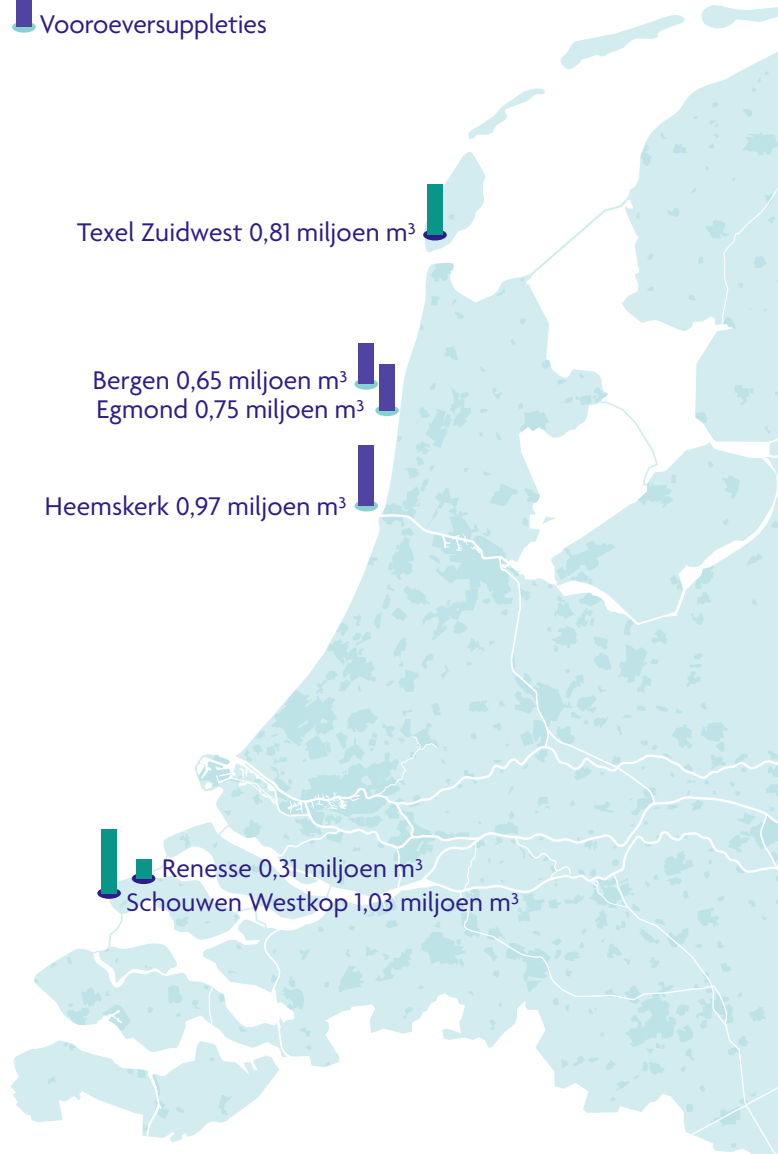 Vooroeversuppleties
Texel Zuidwest 0,81 miljoen m³
Bergen 0,65 miljoen m³
Egmond 0,75 miljoen m³
Heemskerk 0,97 miljoen m³
Renesse 0,31 miljoen m³
Schouwen Westkop 1,03 miljoen m³